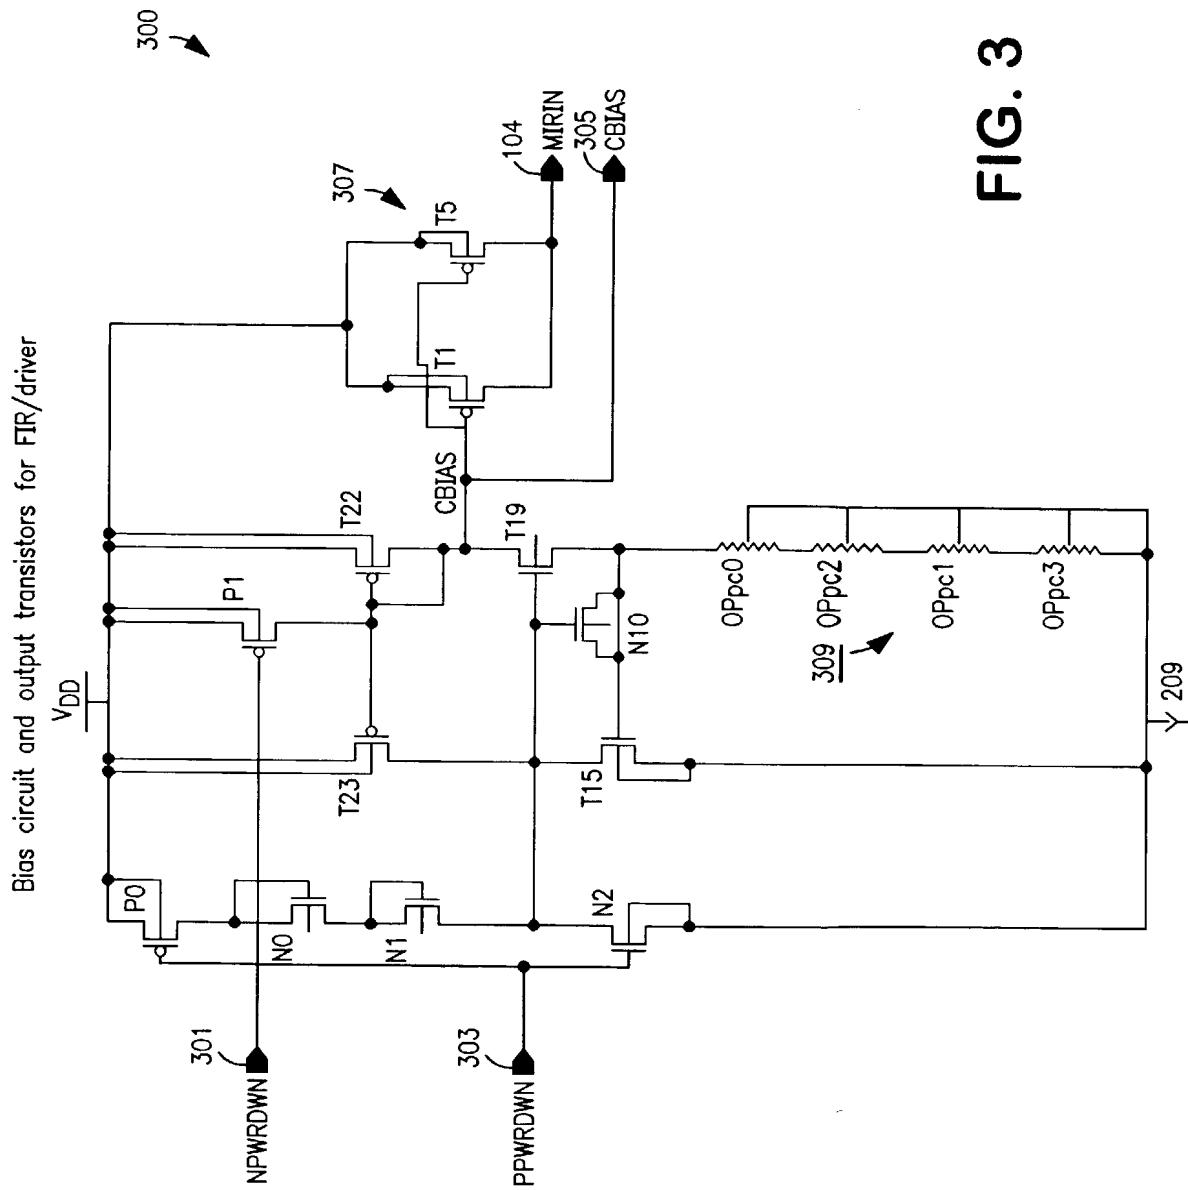 Bias circuit and output transistors for FIR/driver
300
VDD
307
104
MIRIN
305
CBIAS
T5
T1
CBIAS
T22
P1
T23
P0
N0
N1
T19
N10
T15
N2
301
NPWRDWN
303
PPWRDWN
OPpc0
OPpc2
OPpc1
OPpc3
309
209
FIG. 3